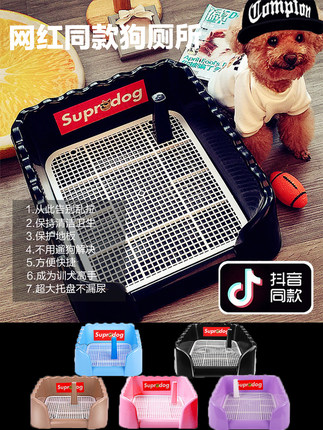 网红同款狗厕所
Compton
Supredog
1.从此告别乱拉
2.保持清洁卫生
3.保护地板
4.不用遛狗解决
5.方便快捷
6.成为训犬高手
7.超大托盘不漏尿
抖音
同款
Supredog
Supredog
Supredog
Supredog
Supredog